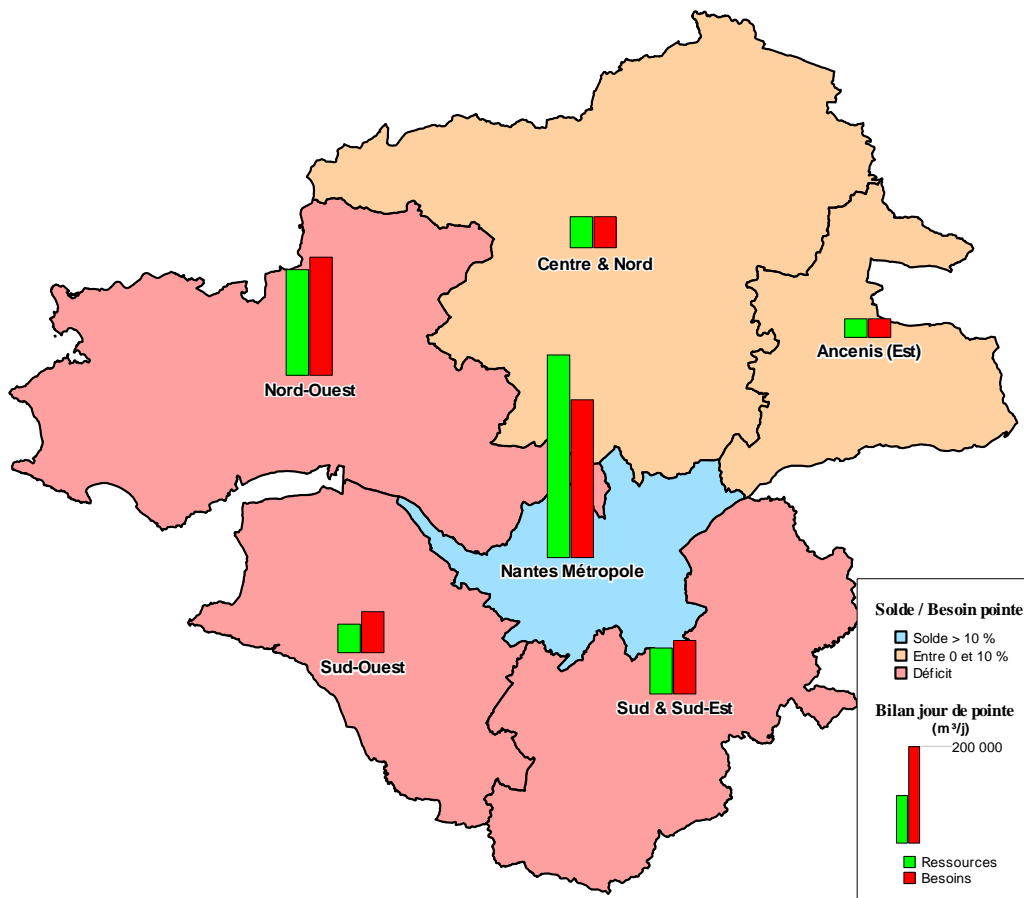 Centre & Nord
Ancenis (Est)
Nord-Ouest
Nantes Métropole
Sud-Ouest
Sud & Sud-Est
Solde / Besoin pointe
Solde > 10 %
Entre 0 et 10 %
Déficit
Bilan jour de pointe
(m³/j)
200 000
Ressources
Besoins